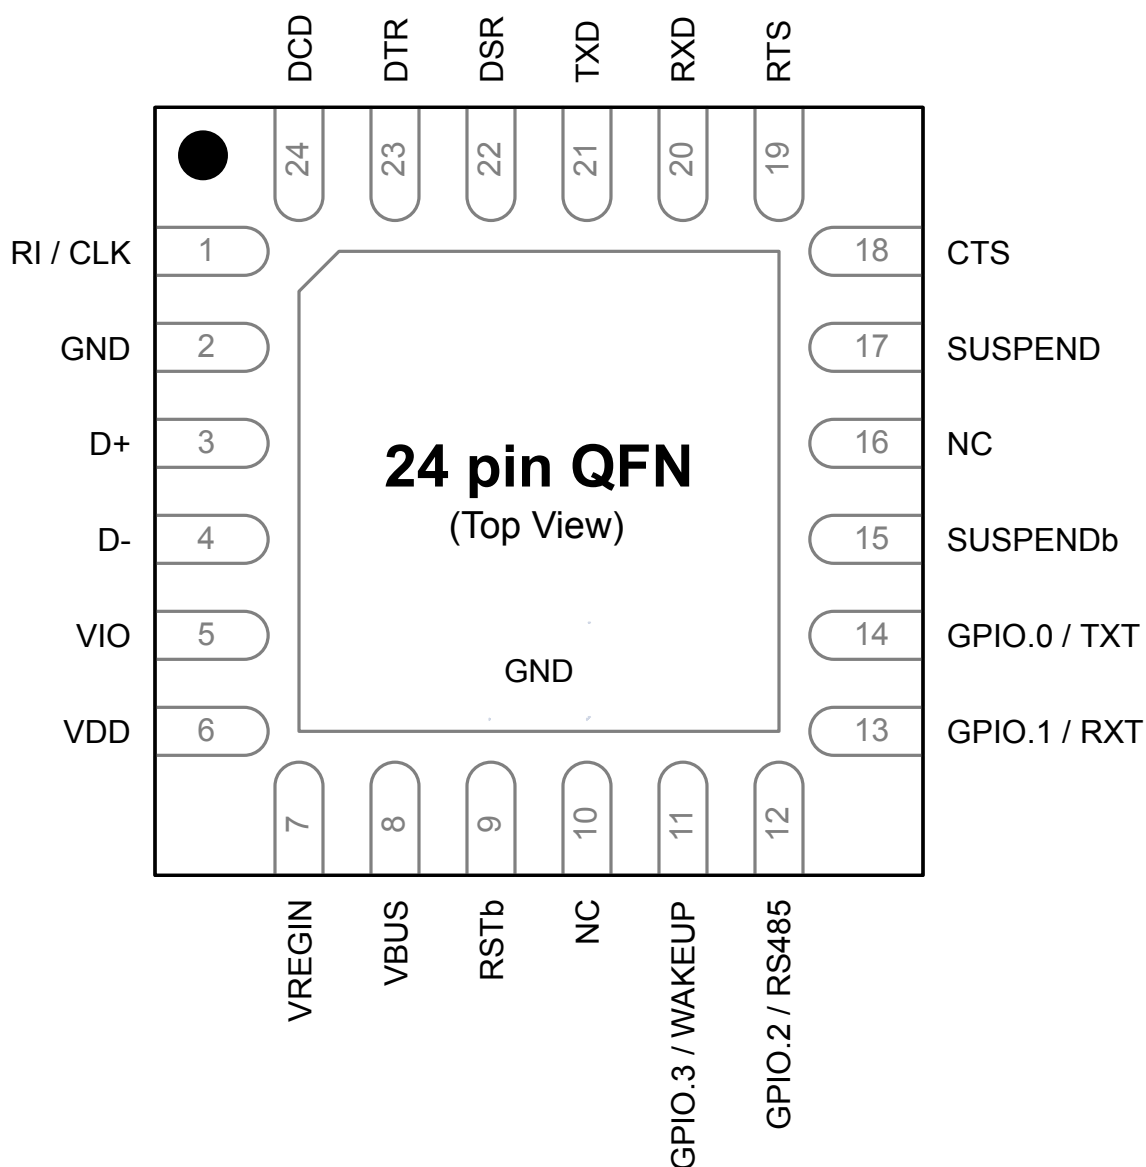 DCD
DTR
DSR
TXD
RXD
RTS
24
23
22
21
20
19
RI / CLK
1
18
CTS
GND
2
17
SUSPEND
D+
3
16
NC
24 pin QFN
(Top View)
D-
4
15
SUSPENDb
VIO
5
14
GPIO.0 / TXT
GND
VDD
6
13
GPIO.1 / RXT
7
8
9
10
11
12
VREGIN
VBUS
RSTb
NC
GPIO.3 / WAKEUP
GPIO.2 / RS485